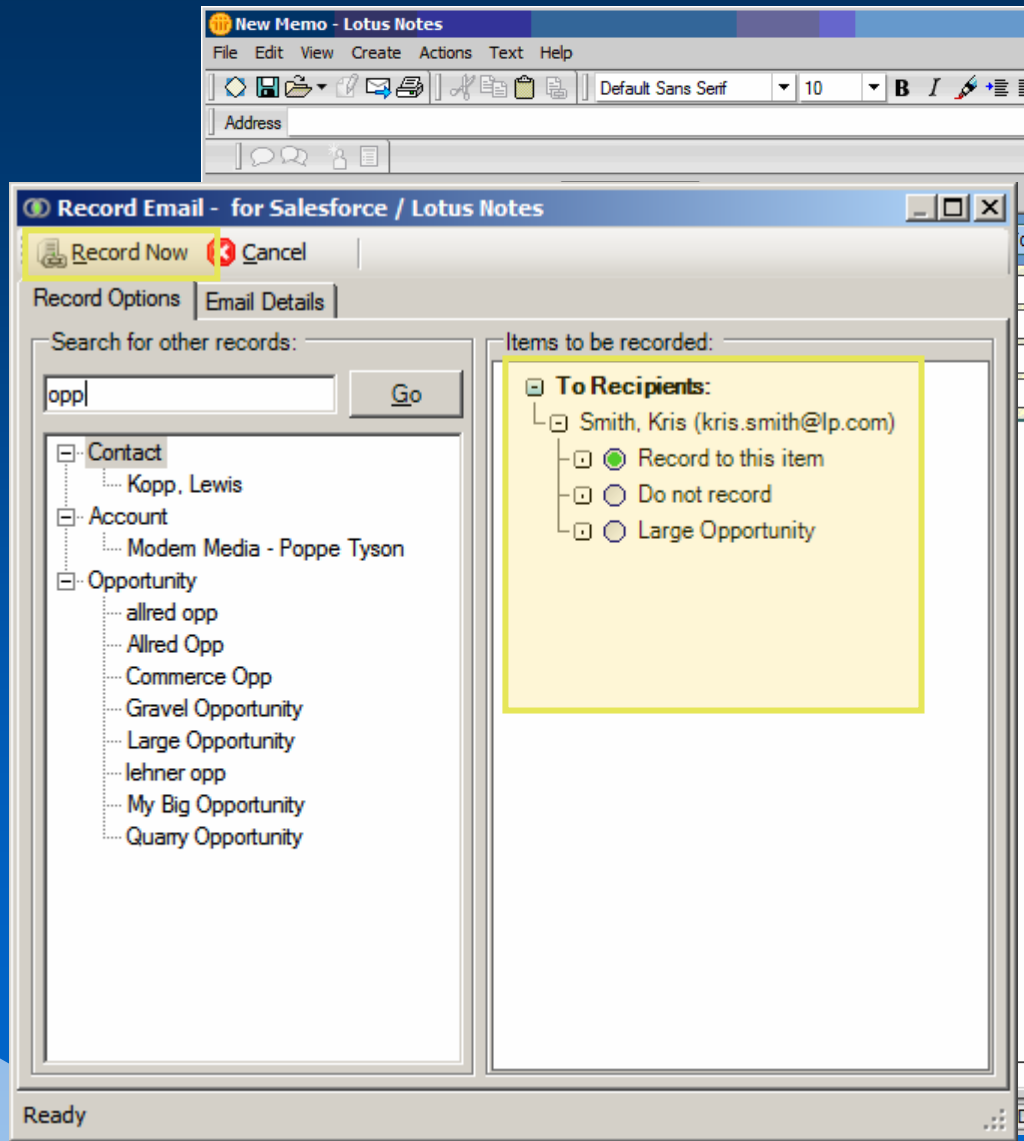 New Memo - Lotus Notes
File Edit View Create Actions Text Help
Default Sans Serif 10 B I
Address
Record Email - for Salesforce / Lotus Notes
Record Now Cancel
Record Options Email Details
Search for other records:
opp Go
Contact
Kopp, Lewis
Account
Modem Media - Poppe Tyson
Opportunity
allred opp
Allred Opp
Commerce Opp
Gravel Opportunity
Large Opportunity
lehner opp
My Big Opportunity
Quarry Opportunity
Items to be recorded:
To Recipients:
Smith, Kris (kris.smith@lp.com)
Record to this item
Do not record
Large Opportunity
Ready